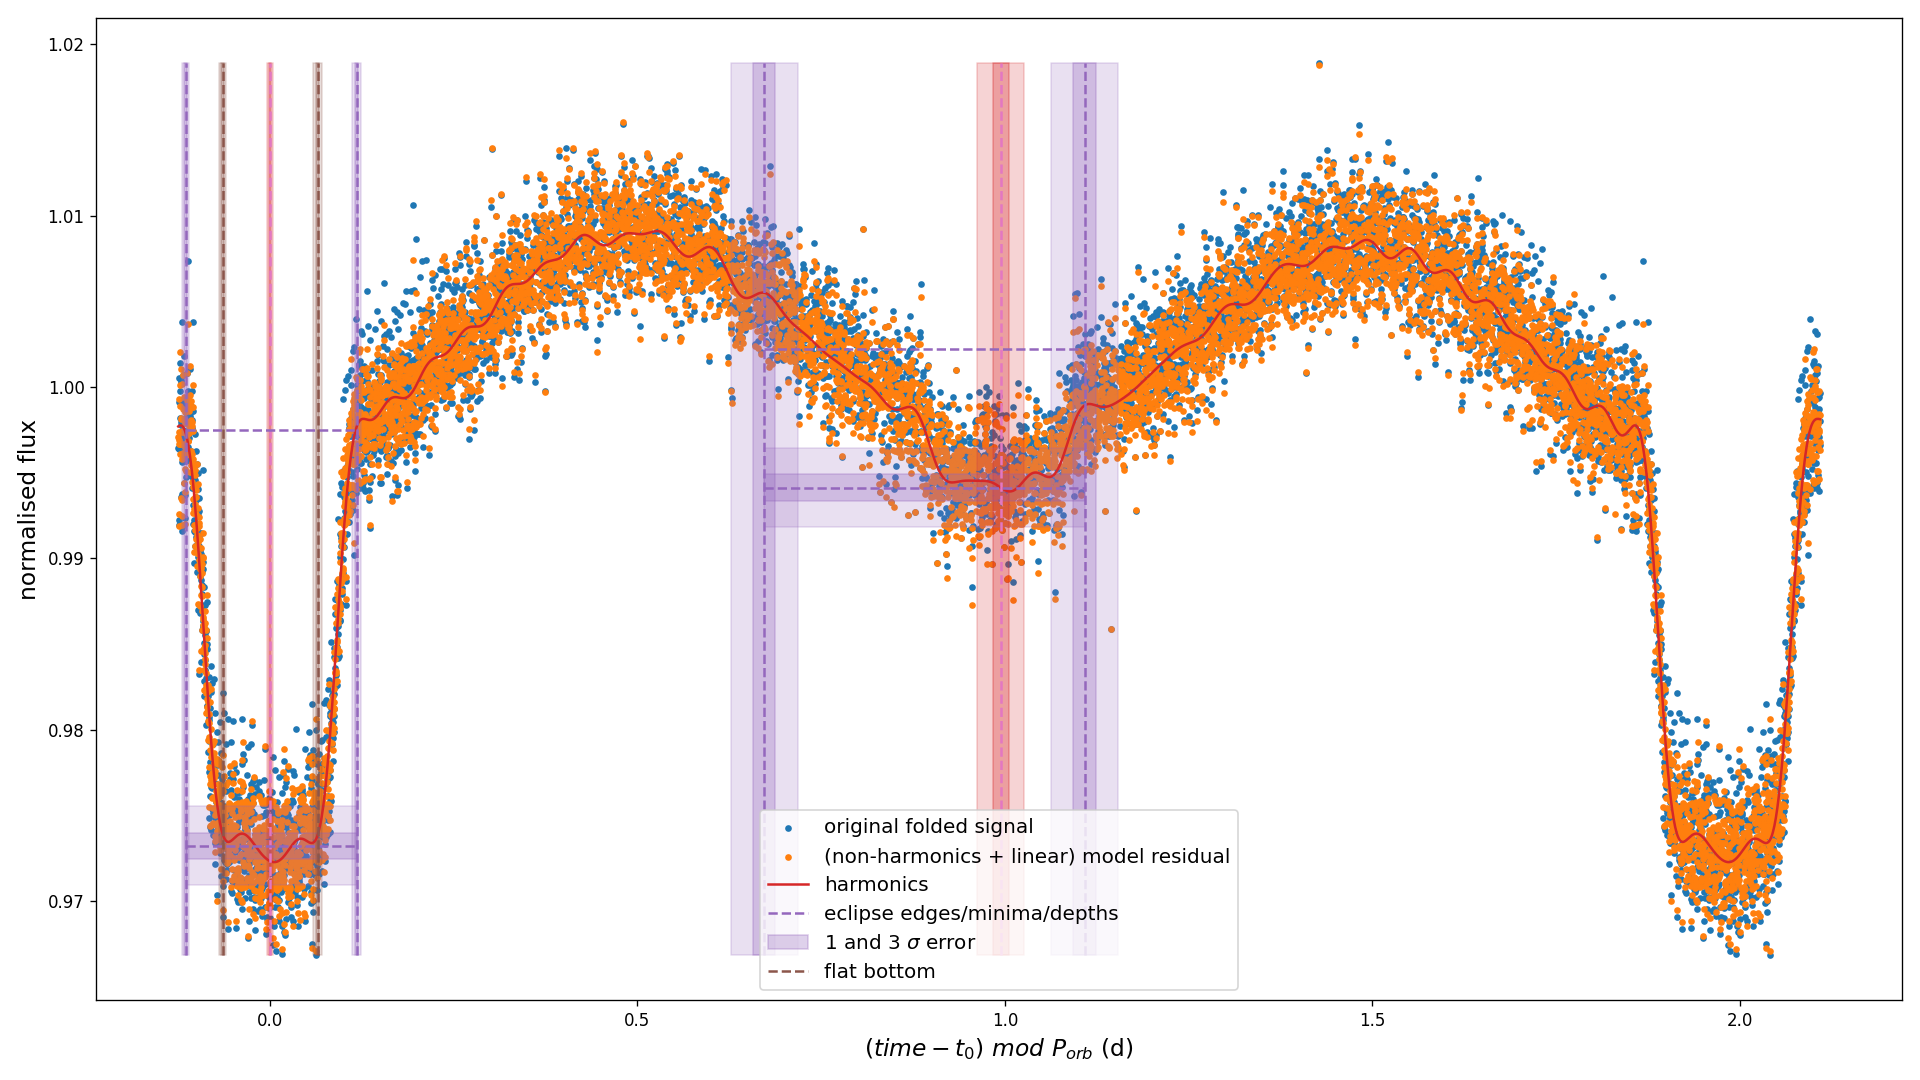 normalised flux
1.02
1.01
1.00
0.99
0.98
0.97
original folded signal
(non-harmonics + linear) model residual
harmonics
eclipse edges/minima/depths
1 and 3 σ error
flat bottom
0.0 0.5 1.0 1.5 2.0
(time − t₀) mod Pₒᵣb (d)